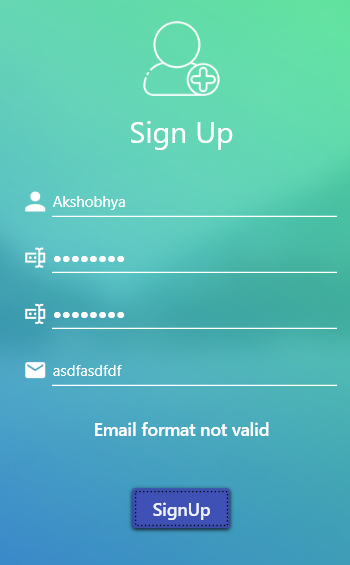 Sign Up
Akshobhya
●●●●●●●●
●●●●●●●●
asdfasdfdf
Email format not valid
SignUp